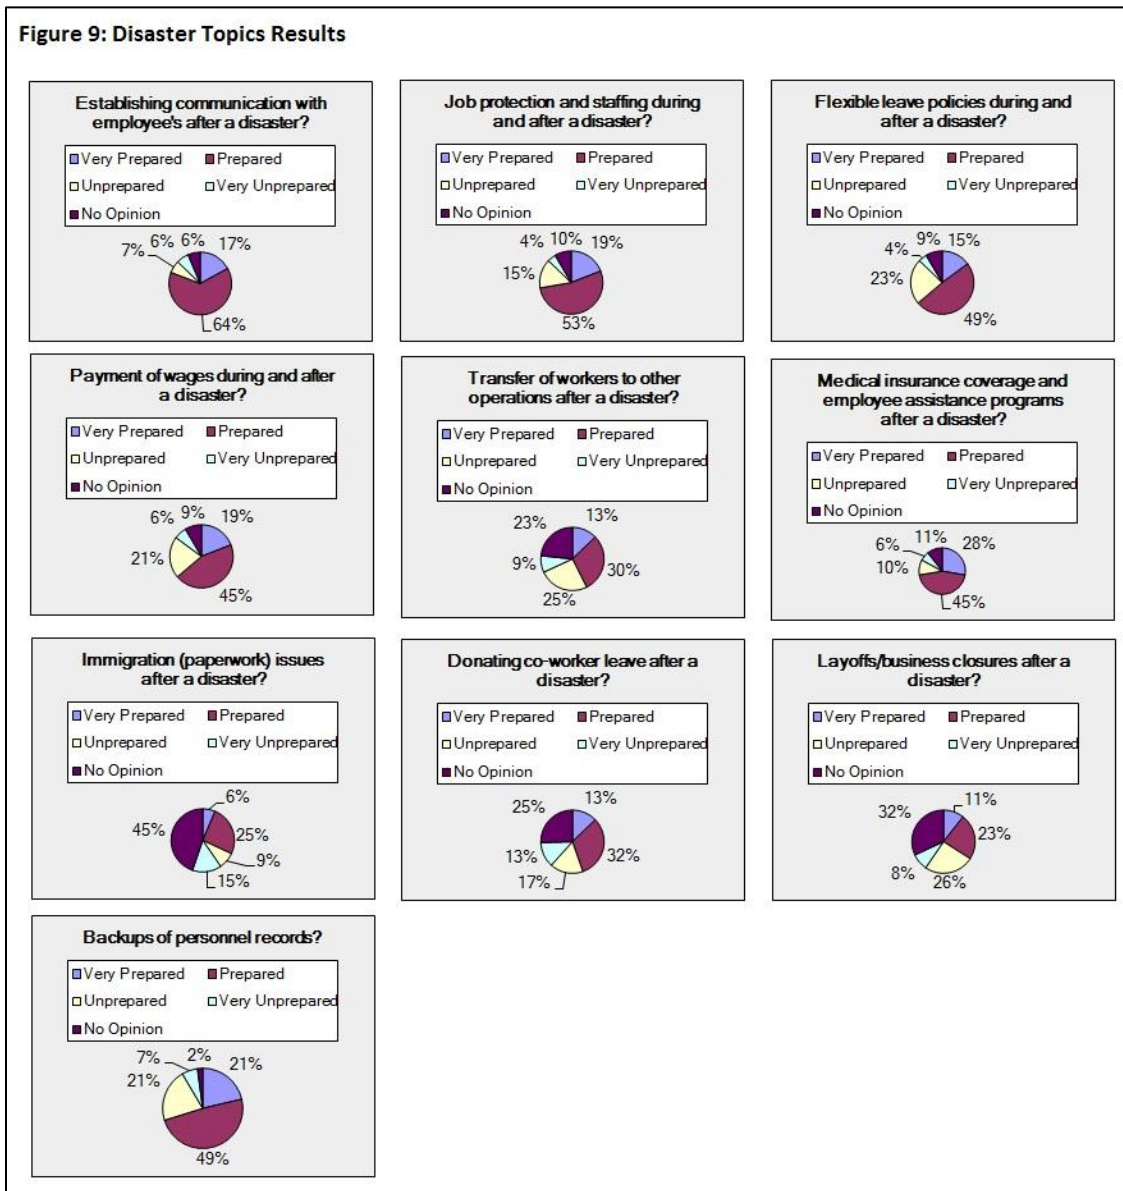 Figure 9: Disaster Topics Results
Establishing communication with
employee's after a disaster?
Very Prepared Prepared
Unprepared Very Unprepared
No Opinion
6% 6% 17%
7%
64%
Job protection and staffing during
and after a disaster?
Very Prepared Prepared
Unprepared Very Unprepared
No Opinion
4% 10% 19%
15%
53%
Flexible leave policies during and
after a disaster?
Very Prepared Prepared
Unprepared Very Unprepared
No Opinion
9% 15%
4%
23%
49%
Payment of wages during and after
a disaster?
Very Prepared Prepared
Unprepared Very Unprepared
No Opinion
6% 9% 19%
21%
45%
Transfer of workers to other
operations after a disaster?
Very Prepared Prepared
Unprepared Very Unprepared
No Opinion
23% 13%
9% 30%
25%
Medical insurance coverage and
employee assistance programs
after a disaster?
Very Prepared Prepared
Unprepared Very Unprepared
No Opinion
11% 28%
6%
10%
45%
Immigration (paperwork) issues
after a disaster?
Very Prepared Prepared
Unprepared Very Unprepared
No Opinion
6%
45% 25%
9%
15%
Donating co-worker leave after a
disaster?
Very Prepared Prepared
Unprepared Very Unprepared
No Opinion
25% 13%
13% 32%
17%
Layoffs/business closures after a
disaster?
Very Prepared Prepared
Unprepared Very Unprepared
No Opinion
32% 11%
23%
8% 26%
Backups of personnel records?
Very Prepared Prepared
Unprepared Very Unprepared
No Opinion
7% 2% 21%
21%
49%